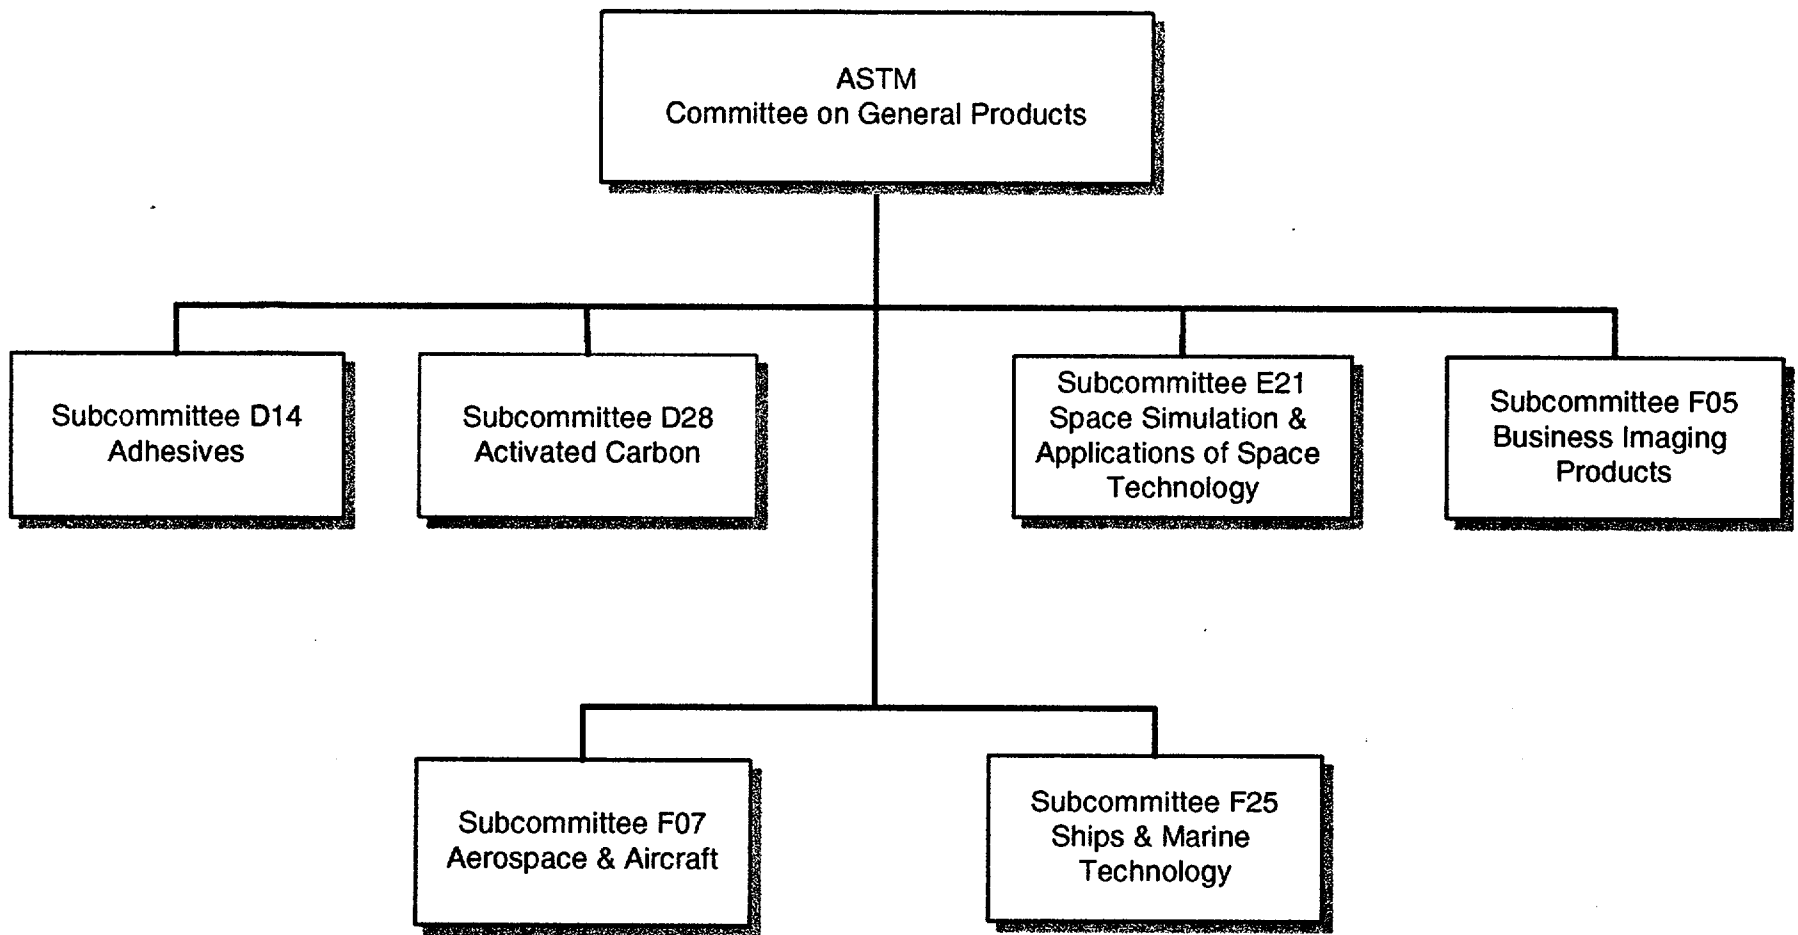 ASTM
Committee on General Products
Subcommittee D14
Adhesives
Subcommittee D28
Activated Carbon
Subcommittee E21
Space Simulation &
Applications of Space
Technology
Subcommittee F05
Business Imaging
Products
Subcommittee F07
Aerospace & Aircraft
Subcommittee F25
Ships & Marine
Technology